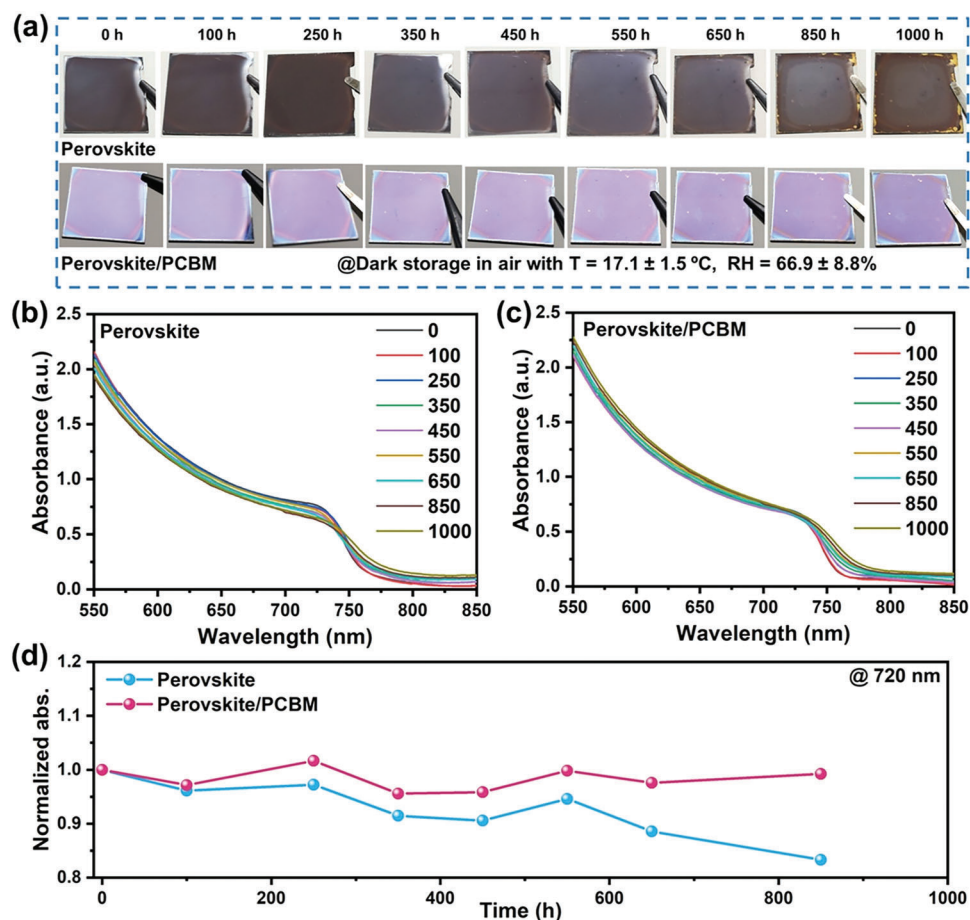 (a)
0 h 100 h 250 h 350 h 450 h 550 h 650 h 850 h 1000 h
Perovskite
Perovskite/PCBM @Dark storage in air with T = 17.1 ± 1.5 ºC, RH = 66.9 ± 8.8%
(b)
Perovskite
0
100
250
350
450
550
650
850
1000
2.5
2.0
1.5
1.0
0.5
0.0
Absorbance (a.u.)
550 600 650 700 750 800 850
Wavelength (nm)
(c)
Perovskite/PCBM
0
100
250
350
450
550
650
850
1000
2.5
2.0
1.5
1.0
0.5
0.0
Absorbance (a.u.)
550 600 650 700 750 800 850
Wavelength (nm)
(d)
Perovskite
Perovskite/PCBM
@ 720 nm
1.2
1.1
1.0
0.9
0.8
Normalized abs.
0 200 400 600 800 1000
Time (h)